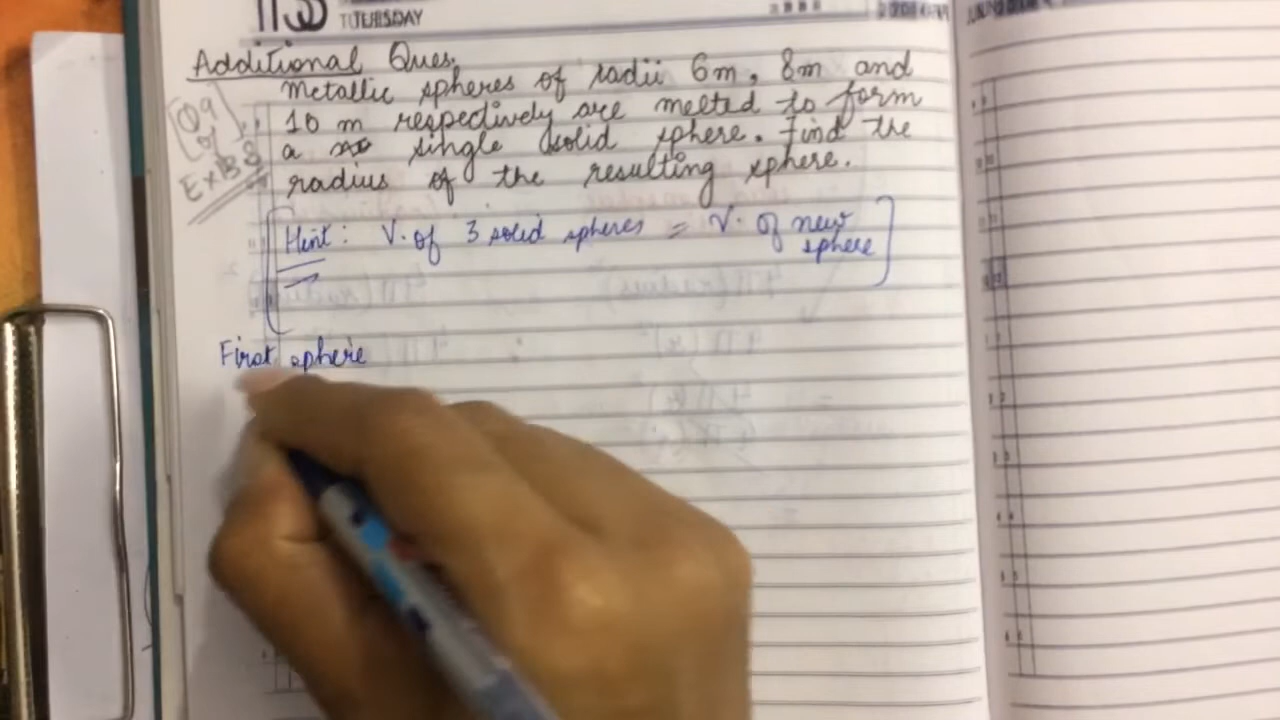 TUESDAY
Additional Ques.
Metallic spheres of radii 6m, 8m and
10 m respectively are melted to form
a single solid sphere. Find the
radius of the resulting sphere.
Q9
of
Ex 13.8
Hint: V. of 3 solid spheres = V. of new
sphere
First sphere